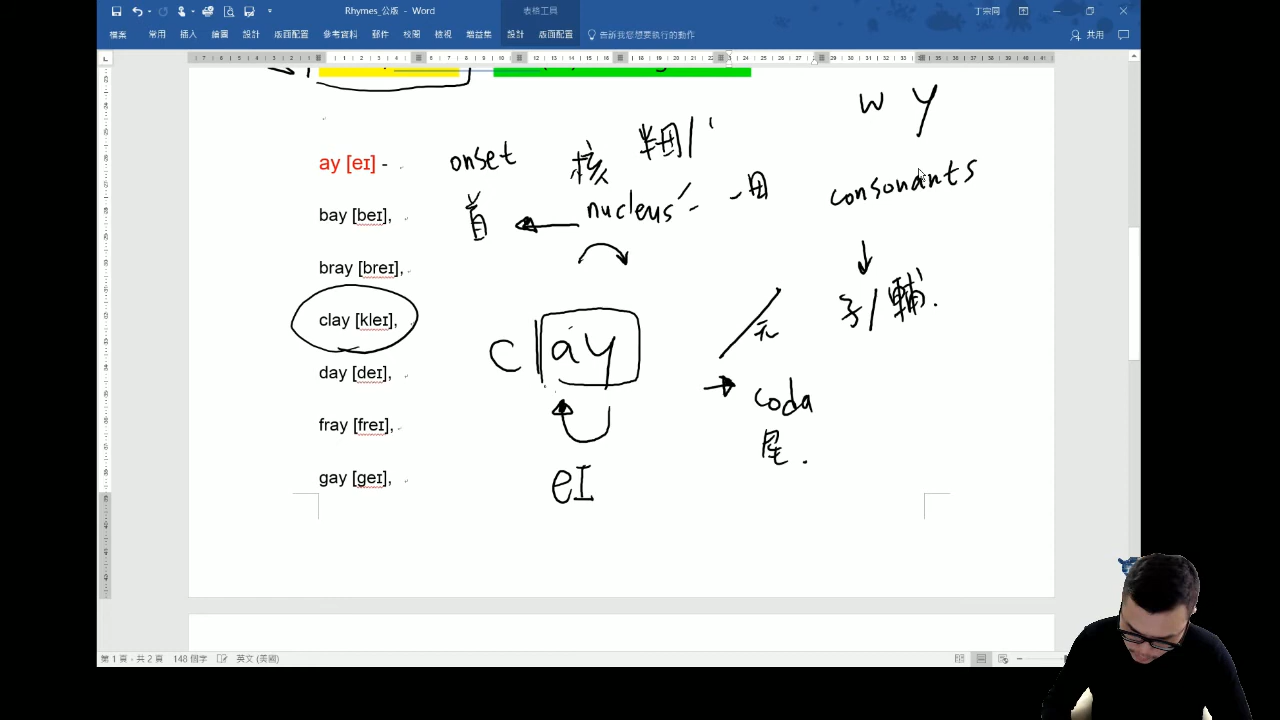 Rhymes_公版 - Word
表格工具
丁宗同
檔案 常用 插入 繪圖 設計 版面配置 參考資料 郵件 校閱 檢視 增益集 設計 版面配置 告訴我您想要執行的動作 共用
w y
ay [eɪ] -
onset 核
首 nucleus
consonants
bay [beɪ],
bray [breɪ],
子/輔.
clay [kleɪ],
clay
元
day [deɪ],
coda
尾.
fray [freɪ],
gay [geɪ],
eI
第 1 頁，共 2 頁 148 個字 英文 (美國)